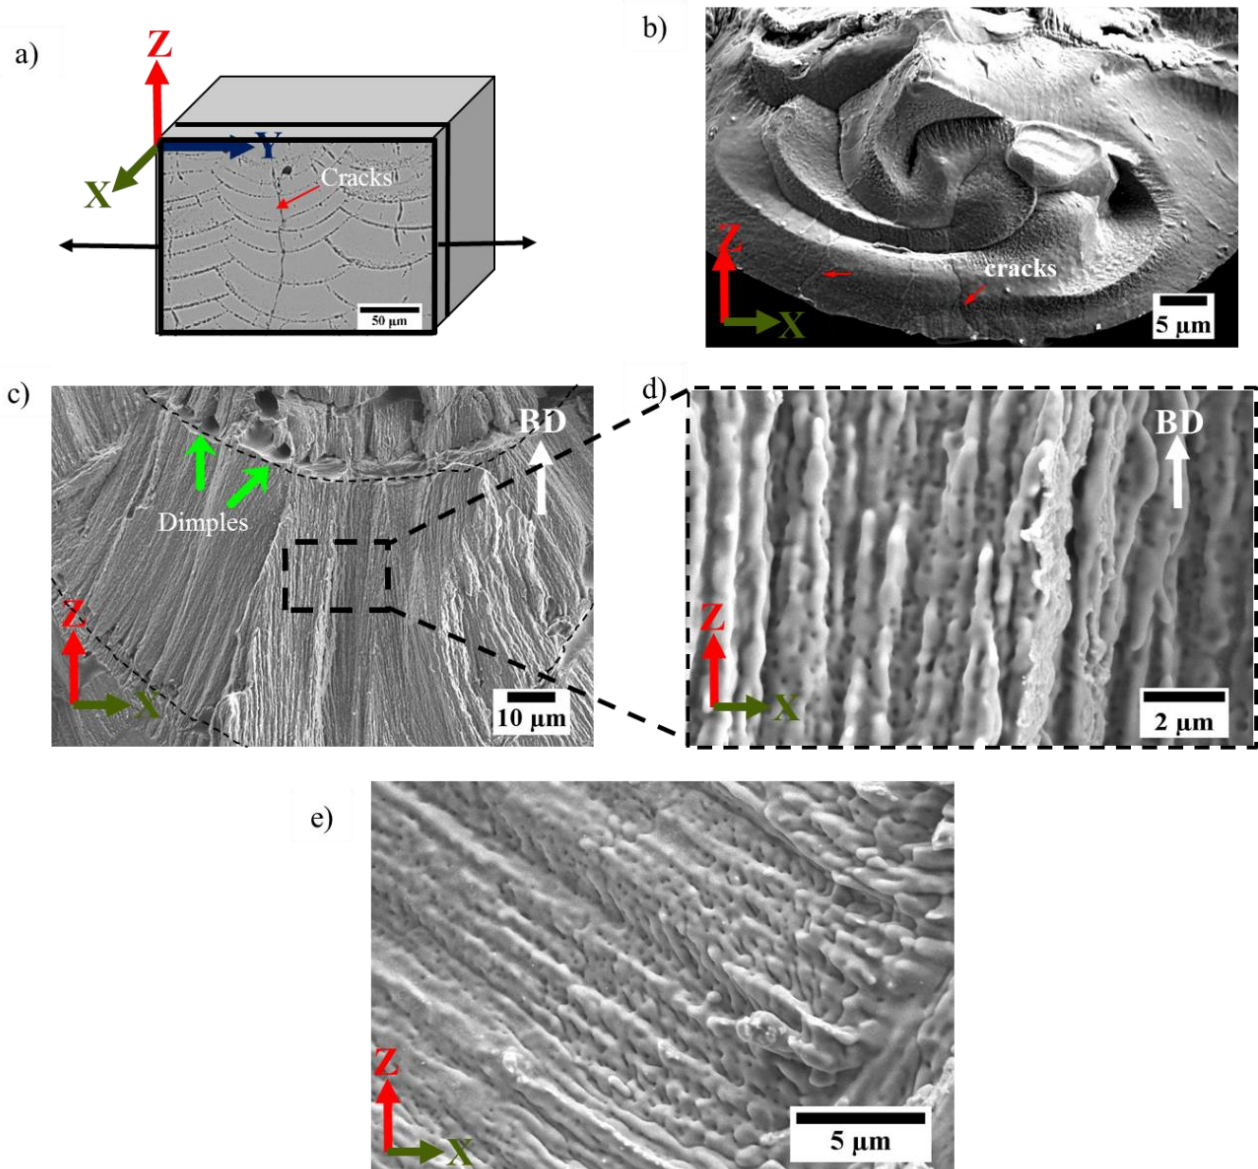 a)
Z
Y
X
Cracks
50 µm
b)
Z
X
cracks
5 µm
c)
BD
Dimples
Z
X
10 µm
d)
BD
Z
X
2 µm
e)
Z
X
5 µm